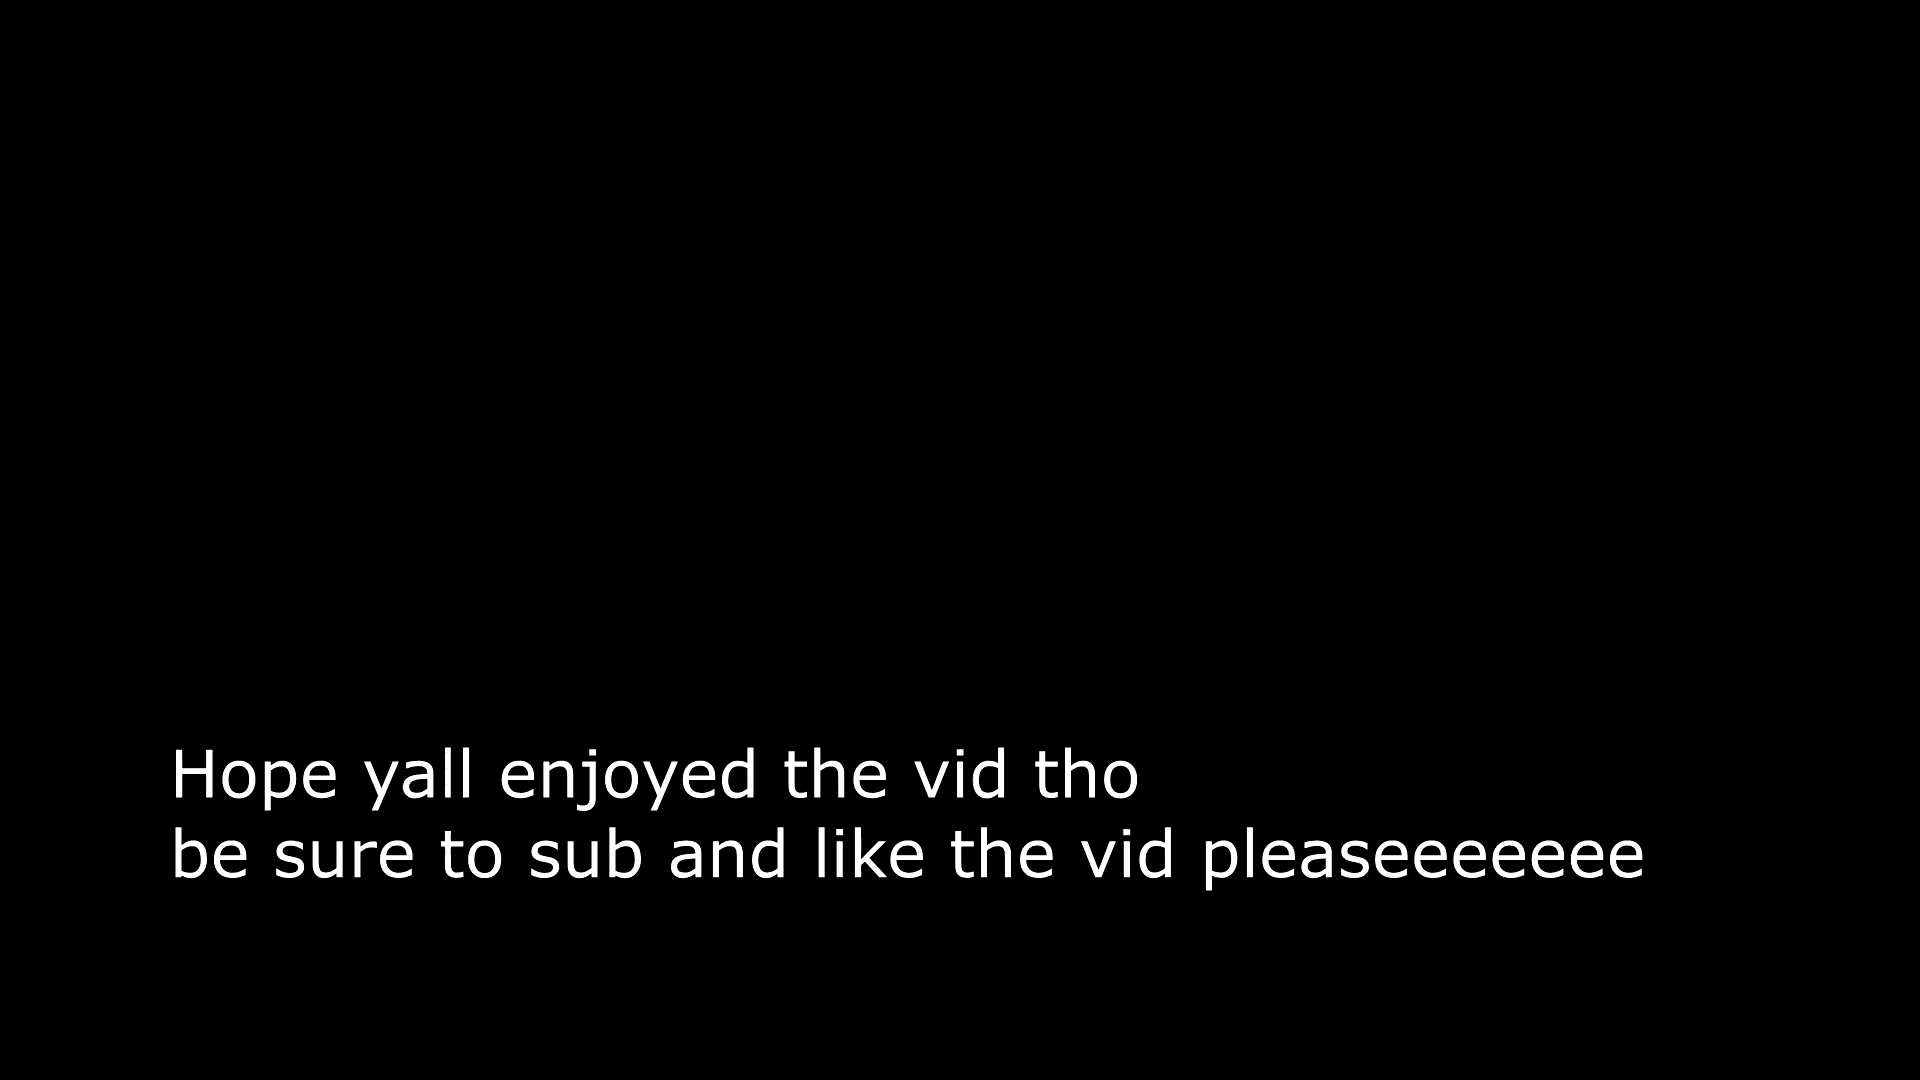 Hope yall enjoyed the vid tho
be sure to sub and like the vid pleaseeeeeee